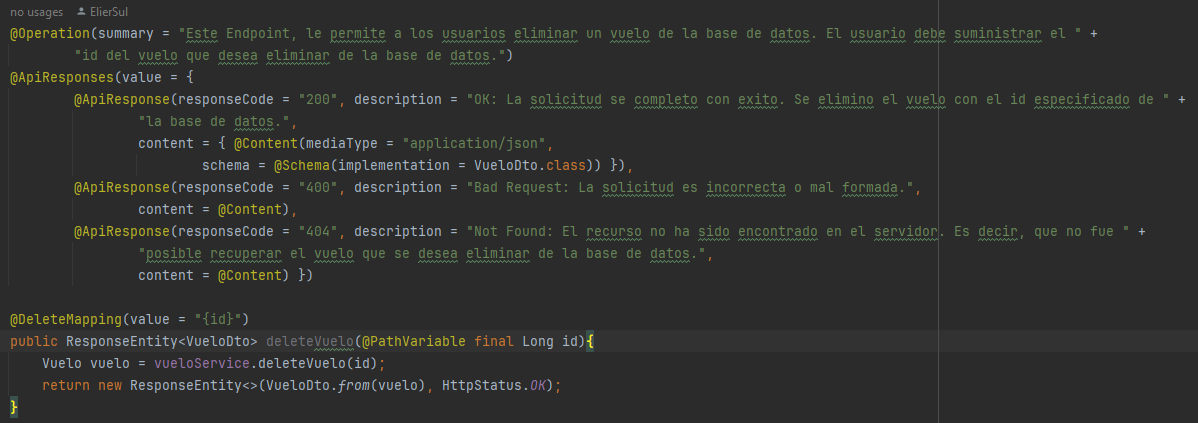 no usages ElierSul
@Operation(summary = "Este Endpoint, le permite a los usuarios eliminar un vuelo de la base de datos. El usuario debe suministrar el " +
        "id del vuelo que desea eliminar de la base de datos.")
@ApiResponses(value = {
        @ApiResponse(responseCode = "200", description = "OK: La solicitud se completo con exito. Se elimino el vuelo con el id especificado de " +
                "la base de datos.",
                content = { @Content(mediaType = "application/json",
                        schema = @Schema(implementation = VueloDto.class)) }),
        @ApiResponse(responseCode = "400", description = "Bad Request: La solicitud es incorrecta o mal formada.",
                content = @Content),
        @ApiResponse(responseCode = "404", description = "Not Found: El recurso no ha sido encontrado en el servidor. Es decir, que no fue " +
                "posible recuperar el vuelo que se desea eliminar de la base de datos.",
                content = @Content) })
@DeleteMapping(value = "{id}")
public ResponseEntity<VueloDto> deleteVuelo(@PathVariable final Long id){
    Vuelo vuelo = vueloService.deleteVuelo(id);
    return new ResponseEntity<>(VueloDto.from(vuelo), HttpStatus.OK);
}